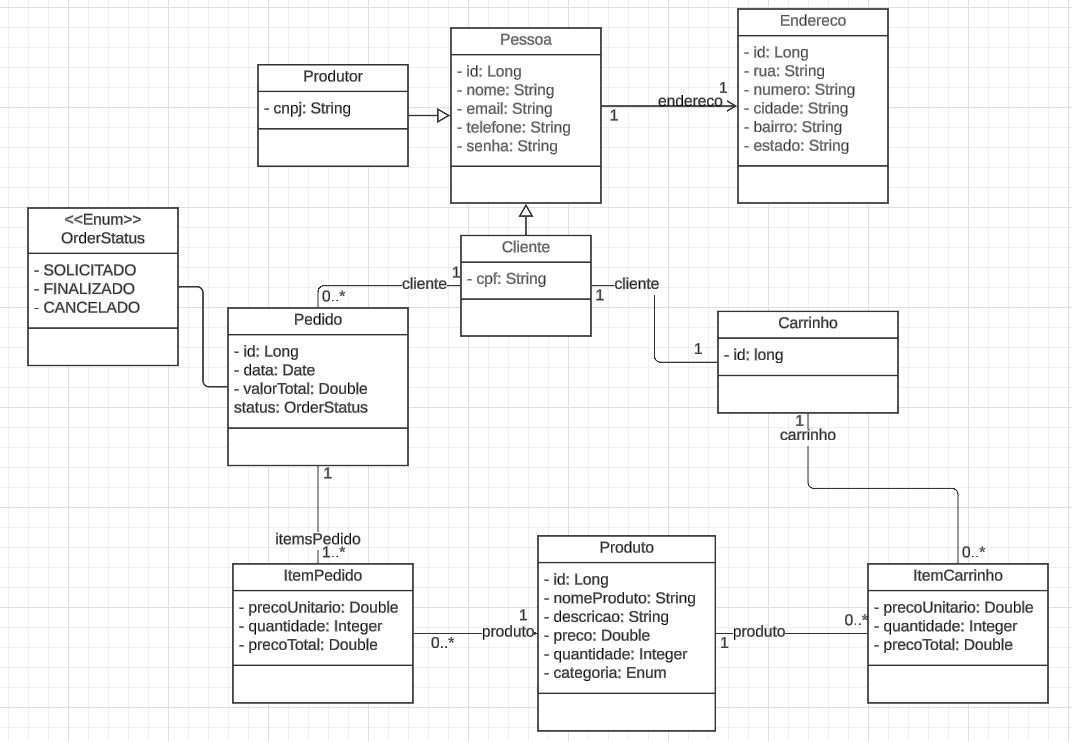 Pessoa
- id: Long
- nome: String
- email: String
- telefone: String
- senha: String
Endereco
- id: Long
- rua: String
- numero: String
- cidade: String
- bairro: String
- estado: String
Produtor
- cnpj: String
1
endereco
1
<<Enum>>
OrderStatus
- SOLICITADO
- FINALIZADO
- CANCELADO
Cliente
- cpf: String
cliente
1
0..*
cliente
1
1
Pedido
- id: Long
- data: Date
- valorTotal: Double
status: OrderStatus
Carrinho
- id: long
1
carrinho
0..*
1
itemsPedido
1..*
ItemPedido
- precoUnitario: Double
- quantidade: Integer
- precoTotal: Double
1
produto
0..*
Produto
- id: Long
- nomeProduto: String
- descricao: String
- preco: Double
- quantidade: Integer
- categoria: Enum
produto
1
0..*
ItemCarrinho
- precoUnitario: Double
- quantidade: Integer
- precoTotal: Double